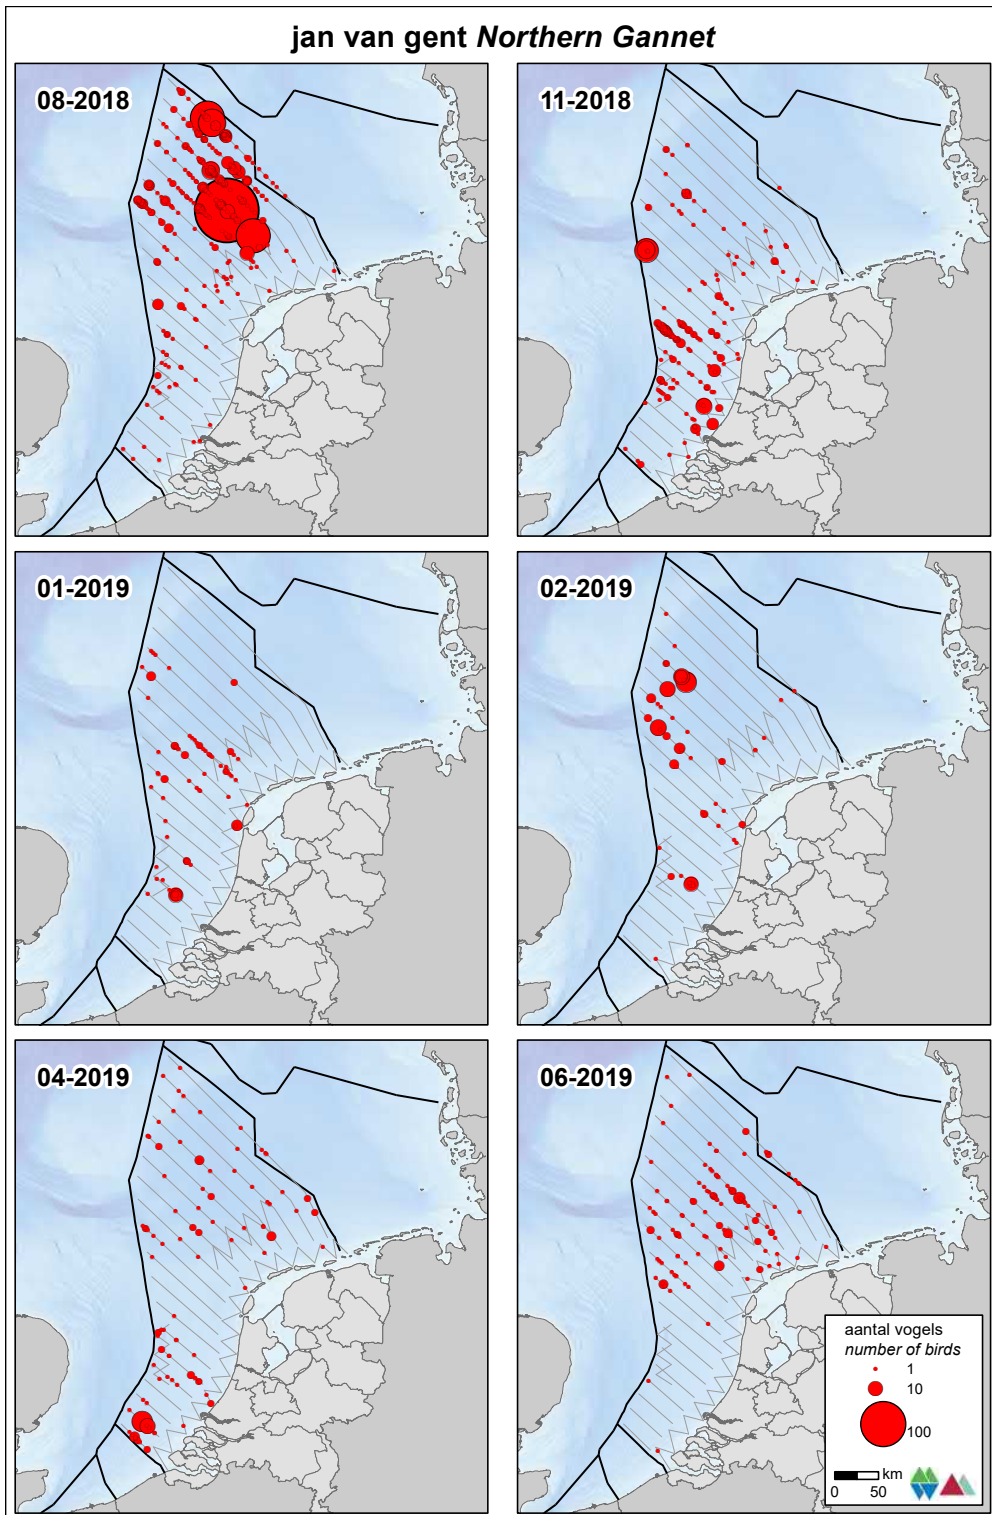 jan van gent Northern Gannet
08-2018
11-2018
01-2019
02-2019
04-2019
06-2019
aantal vogels
number of birds
1
10
100
km
0 50